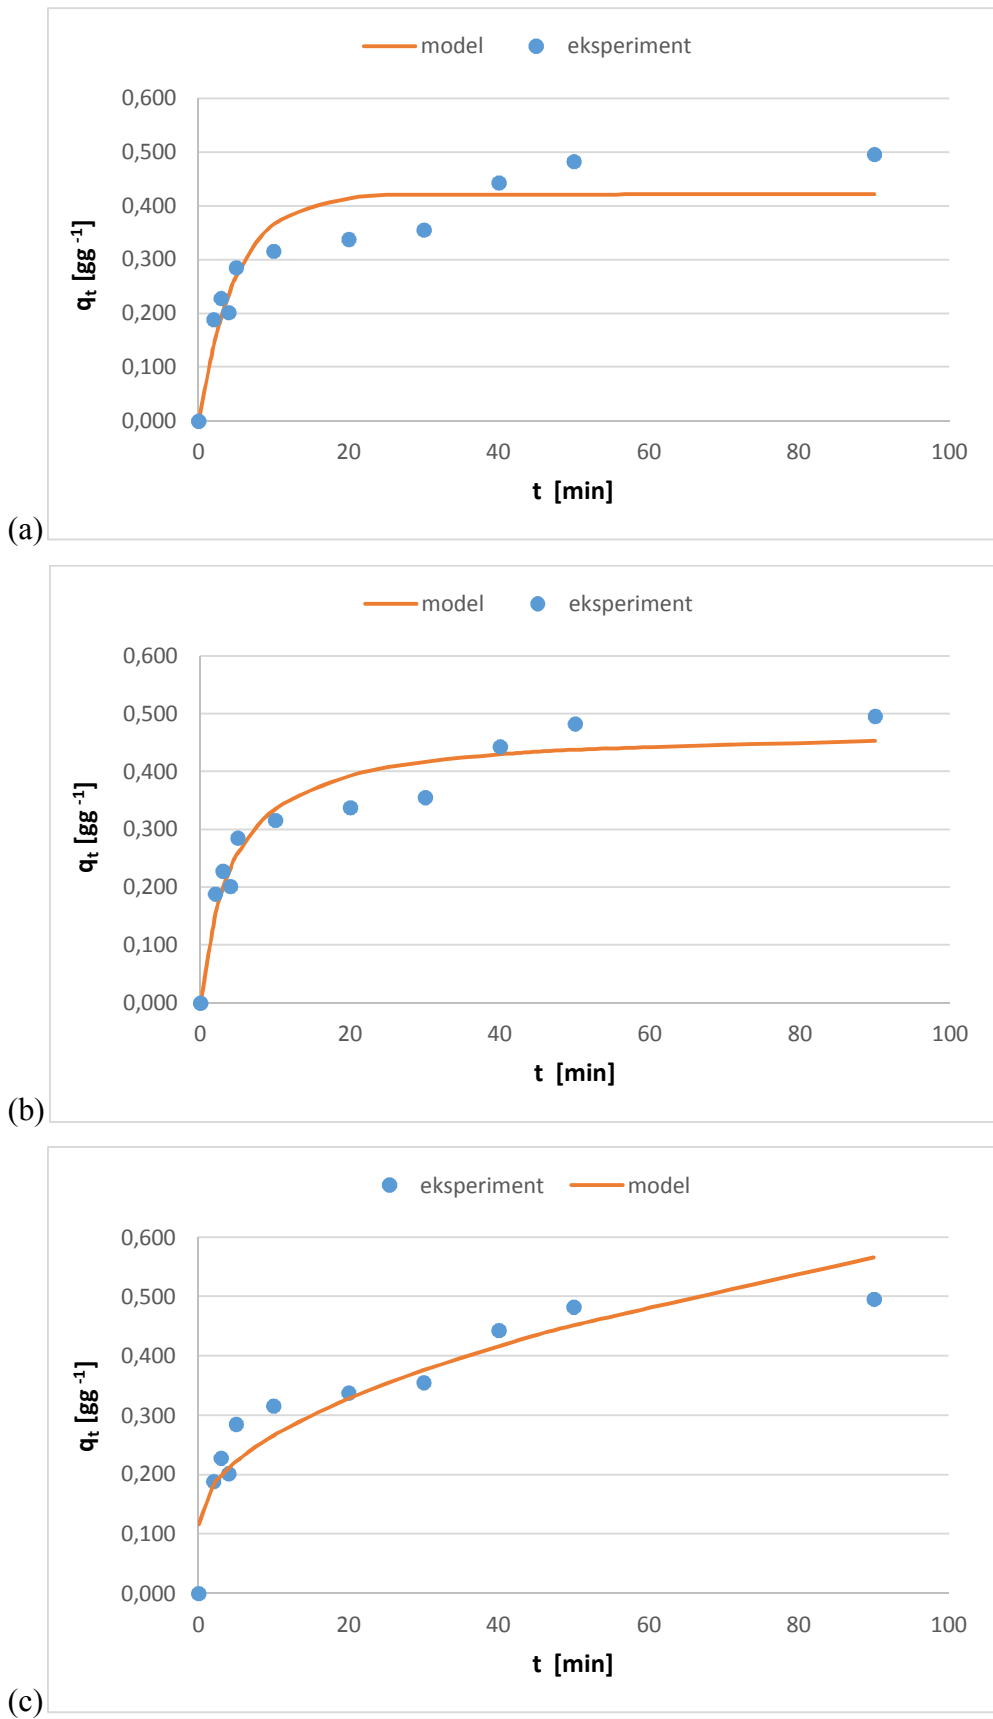 model eksperiment
0,600
0,500
0,400
0,300
0,200
0,100
0,000
qt [gg -1]
0 20 40 60 80 100
t [min]
(a)
model eksperiment
0,600
0,500
0,400
0,300
0,200
0,100
0,000
qt [gg -1]
0 20 40 60 80 100
t [min]
(b)
eksperiment model
0,600
0,500
0,400
0,300
0,200
0,100
0,000
qt [gg -1]
0 20 40 60 80 100
t [min]
(c)